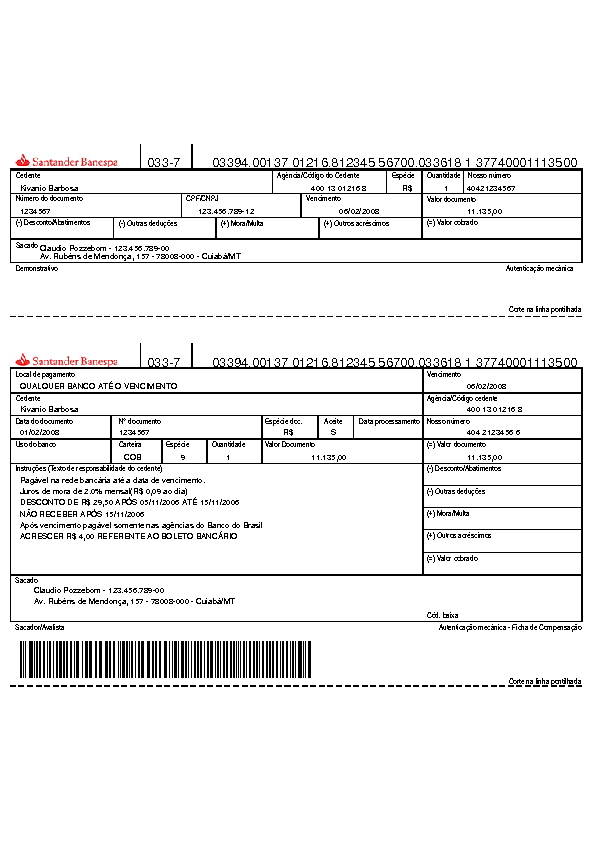 Santander Banespa 033-7 03394.00137 01216.812345 56700.033618 1 37740001113500
Cedente Agência/Código do Cedente Espécie Quantidade Nosso número
Kivanio Barbosa 400 13 01216 8 R$ 1 40421234567
Número do documento CPF/CNPJ Vencimento Valor documento
1234567 123.456.789-12 06/02/2008 11.135,00
(-) Desconto/Abatimentos (-) Outras deduções (+) Mora/Multa (+) Outros acréscimos (=) Valor cobrado
Sacado Claudio Pozzebom - 123.456.789-00
Av. Rubéns de Mendonça, 157 - 78008-000 - Cuiabá/MT
Demonstrativo Autenticação mecânica
Corte na linha pontilhada
Santander Banespa 033-7 03394.00137 01216.812345 56700.033618 1 37740001113500
Local de pagamento Vencimento
QUALQUER BANCO ATÉ O VENCIMENTO 06/02/2008
Cedente Agência/Código cedente
Kivanio Barbosa 400 13 01216 8
Data do documento Nº documento Espécie doc. Aceite Data processamento Nosso número
01/02/2008 1234567 R$ S 404 2123456 6
Uso do banco Carteira Espécie Quantidade Valor Documento (=) Valor documento
COB 9 1 11.135,00 11.135,00
Instruções (Texto de responsabilidade do cedente) (-) Desconto/Abatimentos
Pagável na rede bancária até a data de vencimento.
Juros de mora de 2.0% mensal(R$ 0,09 ao dia) (-) Outras deduções
DESCONTO DE R$ 29,50 APÓS 05/11/2006 ATÉ 15/11/2006
NÃO RECEBER APÓS 15/11/2006 (+) Mora/Multa
Após vencimento pagável somente nas agências do Banco do Brasil
ACRESCER R$ 4,00 REFERENTE AO BOLETO BANCÁRIO (+) Outros acréscimos
(=) Valor cobrado
Sacado
Claudio Pozzebom - 123.456.789-00
Av. Rubéns de Mendonça, 157 - 78008-000 - Cuiabá/MT
Cód. baixa
Sacador/Avalista Autenticação mecânica - Ficha de Compensação
Corte na linha pontilhada